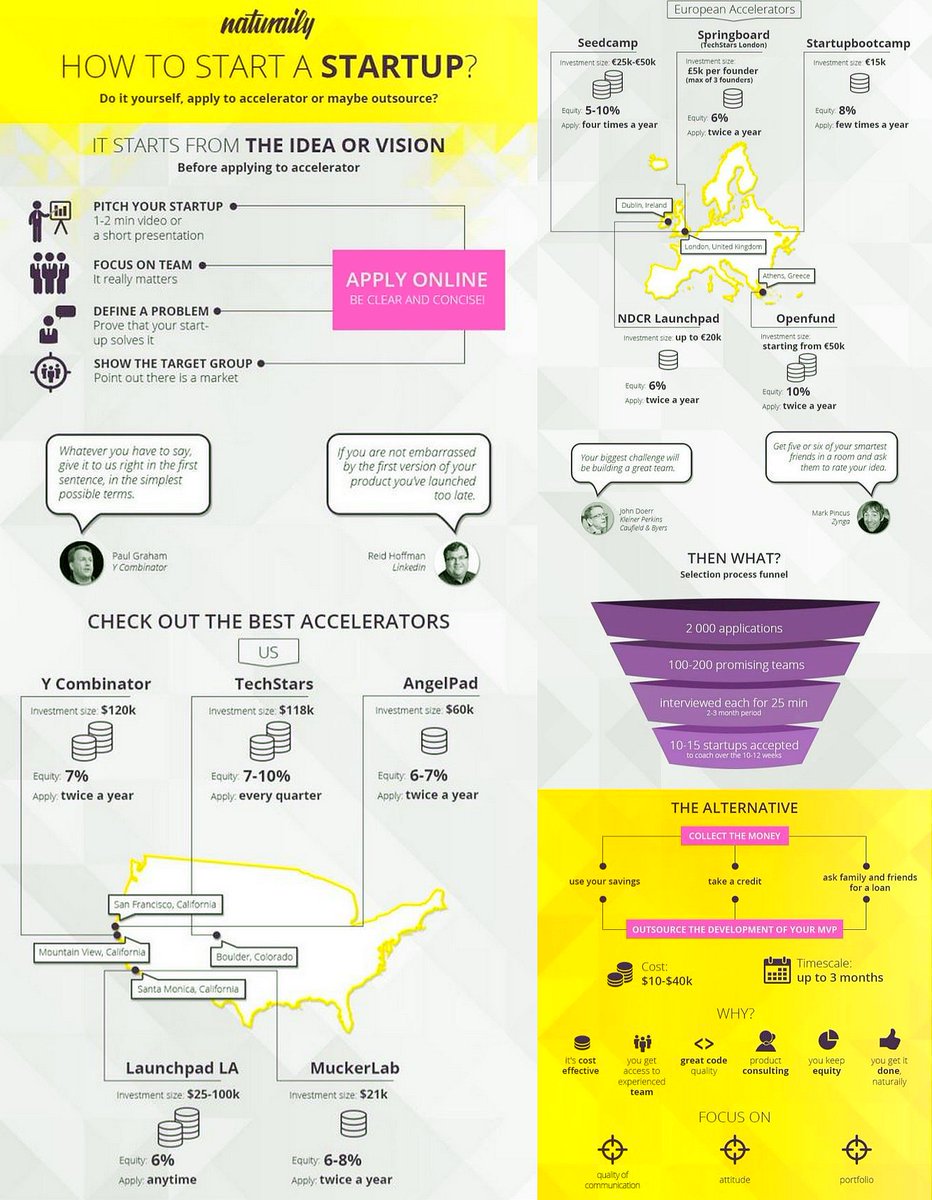 naturaily
HOW TO START A STARTUP?
Do it yourself, apply to accelerator or maybe outsource?
IT STARTS FROM THE IDEA OR VISION
Before applying to accelerator
PITCH YOUR STARTUP
1-2 min video or
a short presentation
FOCUS ON TEAM
It really matters
DEFINE A PROBLEM
Prove that your start-
up solves it
SHOW THE TARGET GROUP
Point out there is a market
APPLY ONLINE
BE CLEAR AND CONCISE!
Whatever you have to say,
give it to us right in the first
sentence, in the simplest
possible terms.
Paul Graham
Y Combinator
If you are not embarrassed
by the first version of your
product you've launched
too late.
Reid Hoffman
Linkedin
CHECK OUT THE BEST ACCELERATORS
US
Y Combinator
Investment size: $120k
Equity: 7%
Apply: twice a year
TechStars
Investment size: $118k
Equity: 7-10%
Apply: every quarter
AngelPad
Investment size: $60k
Equity: 6-7%
Apply: twice a year
San Francisco, California
Mountain View, California
Boulder, Colorado
Santa Monica, California
Launchpad LA
Investment size: $25-100k
Equity: 6%
Apply: anytime
MuckerLab
Investment size: $21k
Equity: 6-8%
Apply: twice a year
European Accelerators
Seedcamp
Investment size: €25k-€50k
Equity: 5-10%
Apply: four times a year
Springboard
(TechStars London)
Investment size:
£5k per founder
(max of 3 founders)
Equity: 6%
Apply: twice a year
Startupbootcamp
Investment size: €15k
Equity: 8%
Apply: few times a year
Dublin, Ireland
London, United Kingdom
Athens, Greece
NDCR Launchpad
Investment size: up to €20k
Equity: 6%
Apply: twice a year
Openfund
Investment size:
starting from €50k
Equity: 10%
Apply: twice a year
Your biggest challenge will
be building a great team.
John Doerr
Kleiner Perkins
Caufield & Byers
Get five or six of your smartest
friends in a room and ask
them to rate your idea.
Mark Pincus
Zynga
THEN WHAT?
Selection process funnel
2 000 applications
100-200 promising teams
interviewed each for 25 min
2-3 month period
10-15 startups accepted
to coach over the 10-12 weeks
THE ALTERNATIVE
COLLECT THE MONEY
use your savings
take a credit
ask family and friends
for a loan
OUTSOURCE THE DEVELOPMENT OF YOUR MVP
Cost:
$10-$40k
Timescale:
up to 3 months
WHY?
it's cost
effective
you get
access to
experienced
team
great code
quality
product
consulting
you keep
equity
you get it
done,
naturally
FOCUS ON
quality of
communication
attitude
portfolio